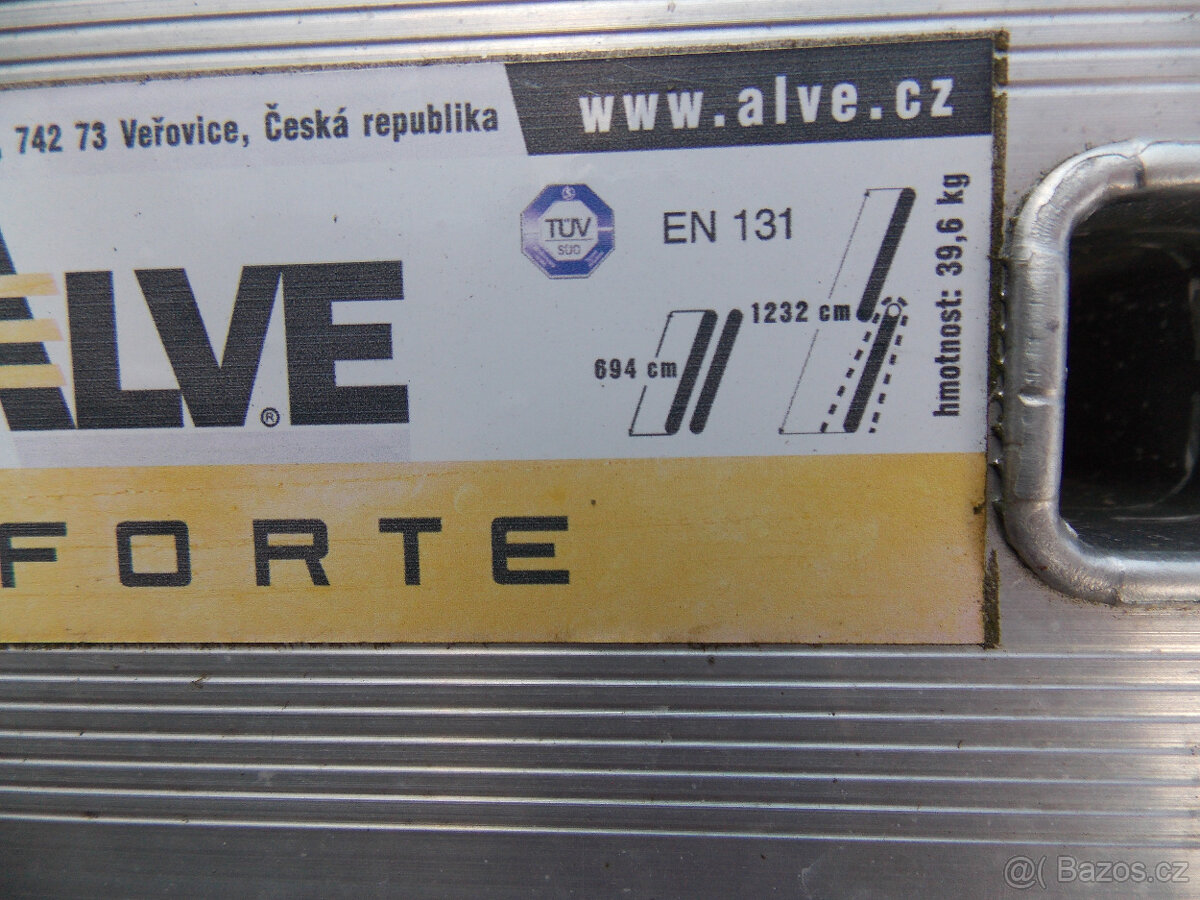 , 742 73 Veřovice, Česká republika
www.alve.cz
TÜV
SÜD
EN 131
ALVE®
694 cm
1232 cm
hmotnost: 39,6 kg
FORTE
@( Bazos.cz